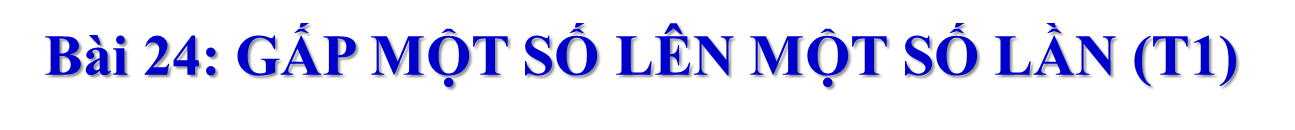 Bài 24: GẤP MỘT SỐ LÊN MỘT SỐ LẦN (T1)